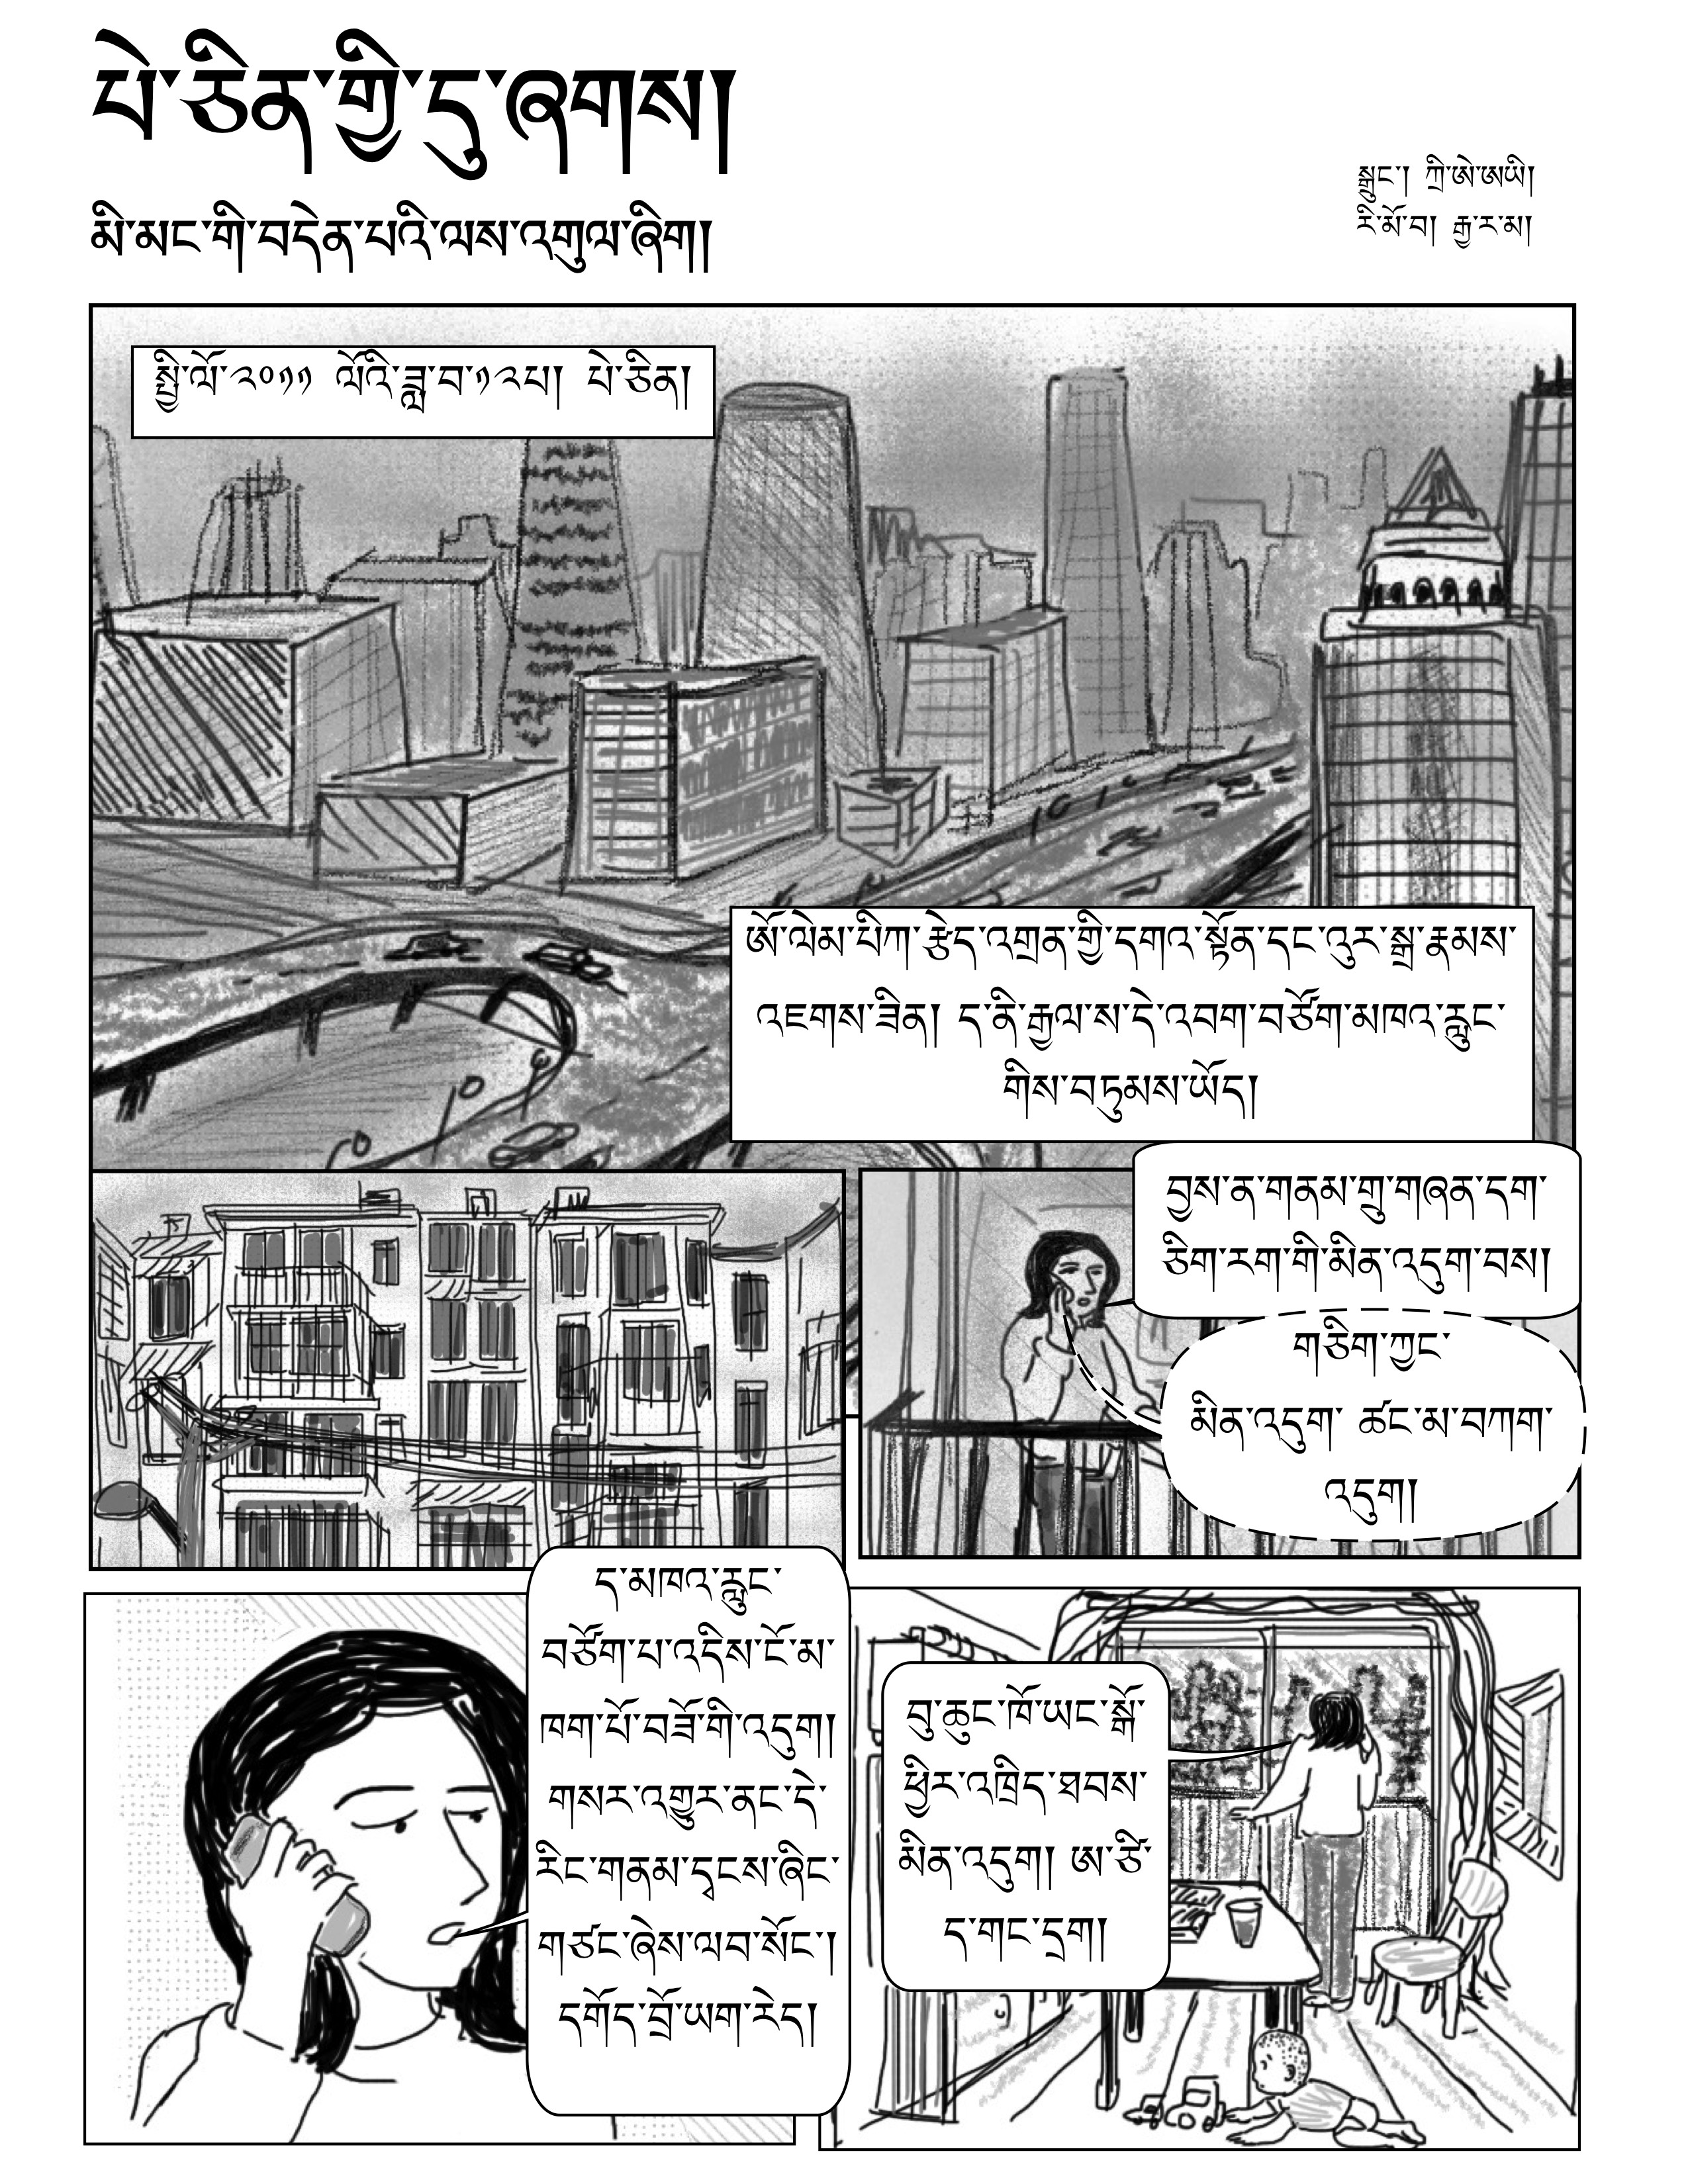 པེ་ཅིན་གྱི་དུ་ཞགས།
མི་མང་གི་བདེན་པའི་ལས་འགུལ་ཞིག།
སྒྲུང་། ཀྲི་ཨེ་ཨཡི།
རི་མོ་བ། རྒྱ་ར་མ།
སྤྱི་ལོ་༢༠༡༡ ལོའི་ཟླ་བ་༡༢པ། པེ་ཅིན།
ཨོ་ལེམ་པིཀ་རྩེད་འགྲན་གྱི་དགའ་སྟོན་དང་འུར་སྒྲ་རྣམས་
འཇགས་ཟིན། ད་ནི་རྒྱལ་ས་དེ་འབག་བཙོག་མཁའ་རླུང་
གིས་བཏུམས་ཡོད།
བྱས་ན་གནམ་གྲུ་གཞན་དག་
ཅིག་རག་གི་མིན་འདུག་བས།
གཅིག་ཀྱང་
མིན་འདུག་ ཚང་མ་བཀག་
འདུག།
ད་མཁའ་རླུང་
བཙོག་པ་འདིས་ངོ་མ་
ཁག་པོ་བཟོ་གི་འདུག།
གསར་འགྱུར་ནང་དེ་
རིང་གནམ་དྭངས་ཞིང་
གཙང་ཞེས་ལབ་སོང་།
དགོད་བྲོ་ཡག་རེད།
བུ་ཆུང་ཁོ་ཡང་སྒོ་
ཕྱིར་འཁྲིད་ཐབས་
མིན་འདུག། ཨ་ཙི་
ད་གང་དྲག།